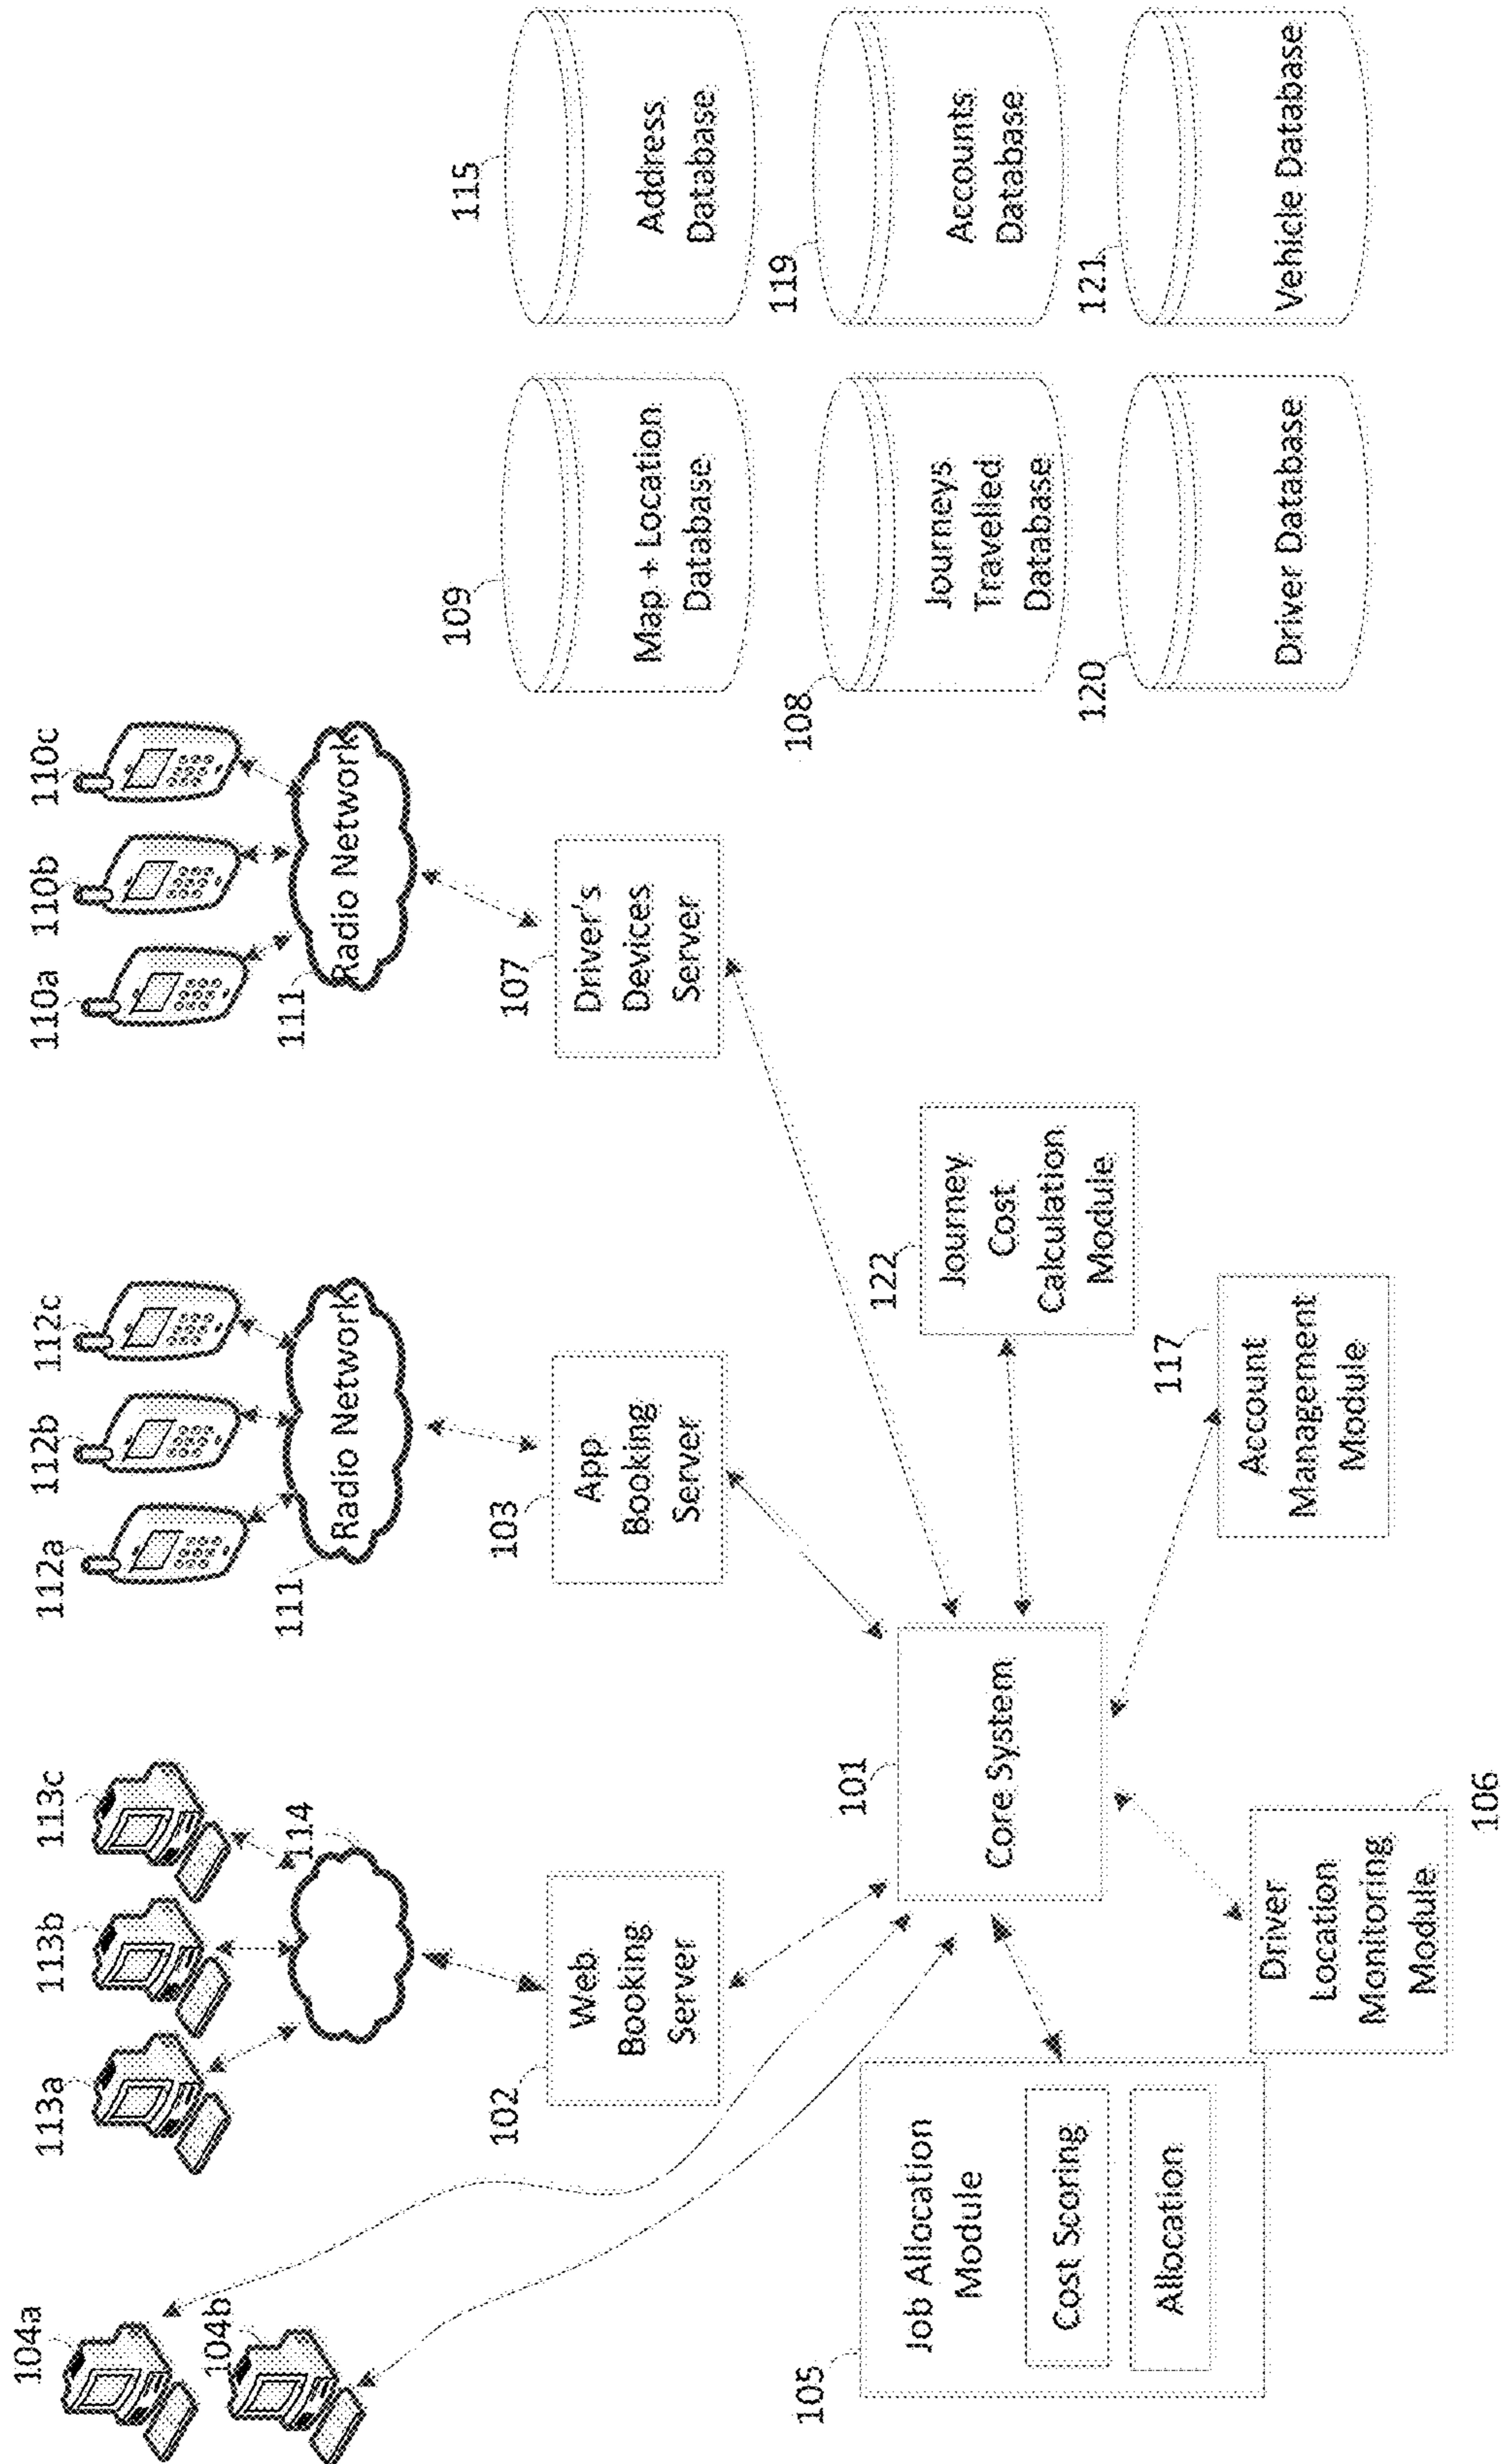 104a
104b
113a
113b
113c
114
112a
112b
112c
111
Radio Network
110a
110b
110c
111
Radio Network
102
Web
Booking
Server
103
App
Booking
Server
107
Driver's
Devices
Server
109
Map + Location
Database
115
Address
Database
108
Journeys
Travelled
Database
119
Accounts
Database
120
Driver Database
121
Vehicle Database
105
Job Allocation
Module
Cost Scoring
Allocation
101
Core System
122
Journey
Cost
Calculation
Module
117
Account
Management
Module
Driver
Location
Monitoring
Module
106